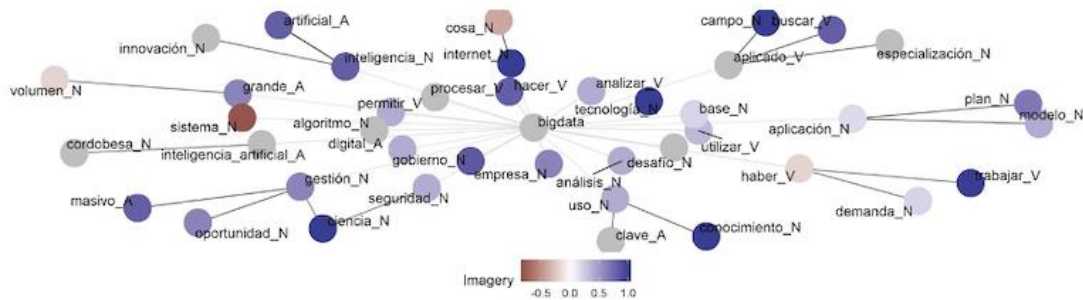 artificial_A
innovación_N
inteligencia_N
cosa_N
internet_N
campo_N
buscar_V
aplicado_V
especialización_N
volumen_N
grande_A
procesar_V
hacer_V
analizar_V
permitir_V
tecnología_N
base_N
plan_N
sistema_N
algoritmo_N
bigdata
aplicación_N
modelo_N
cordobesa_N
inteligencia_artificial_A
digital_A
utilizar_V
gobierno_N
desafío_N
empresa_N
haber_V
trabajar_V
gestión_N
análisis_N
masivo_A
seguridad_N
uso_N
demanda_N
oportunidad_N
ciencia_N
clave_A
conocimiento_N
Imagery
-0.5 0.0 0.5 1.0